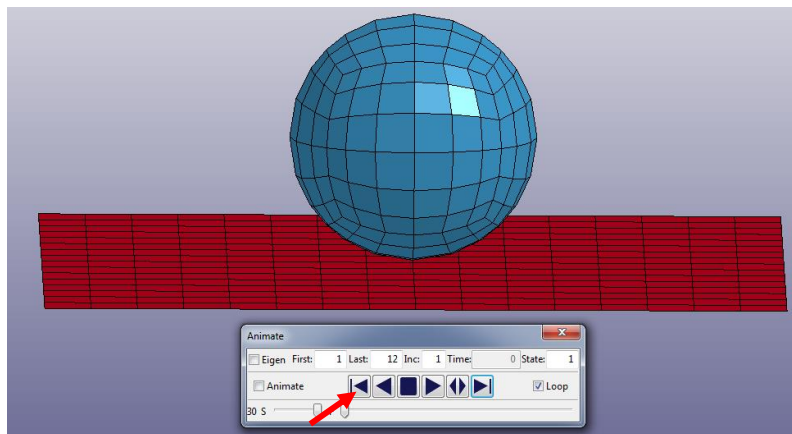 Animate
Eigen First: 1 Last: 12 Inc: 1 Time: 0 State: 1
Animate Loop
30 S